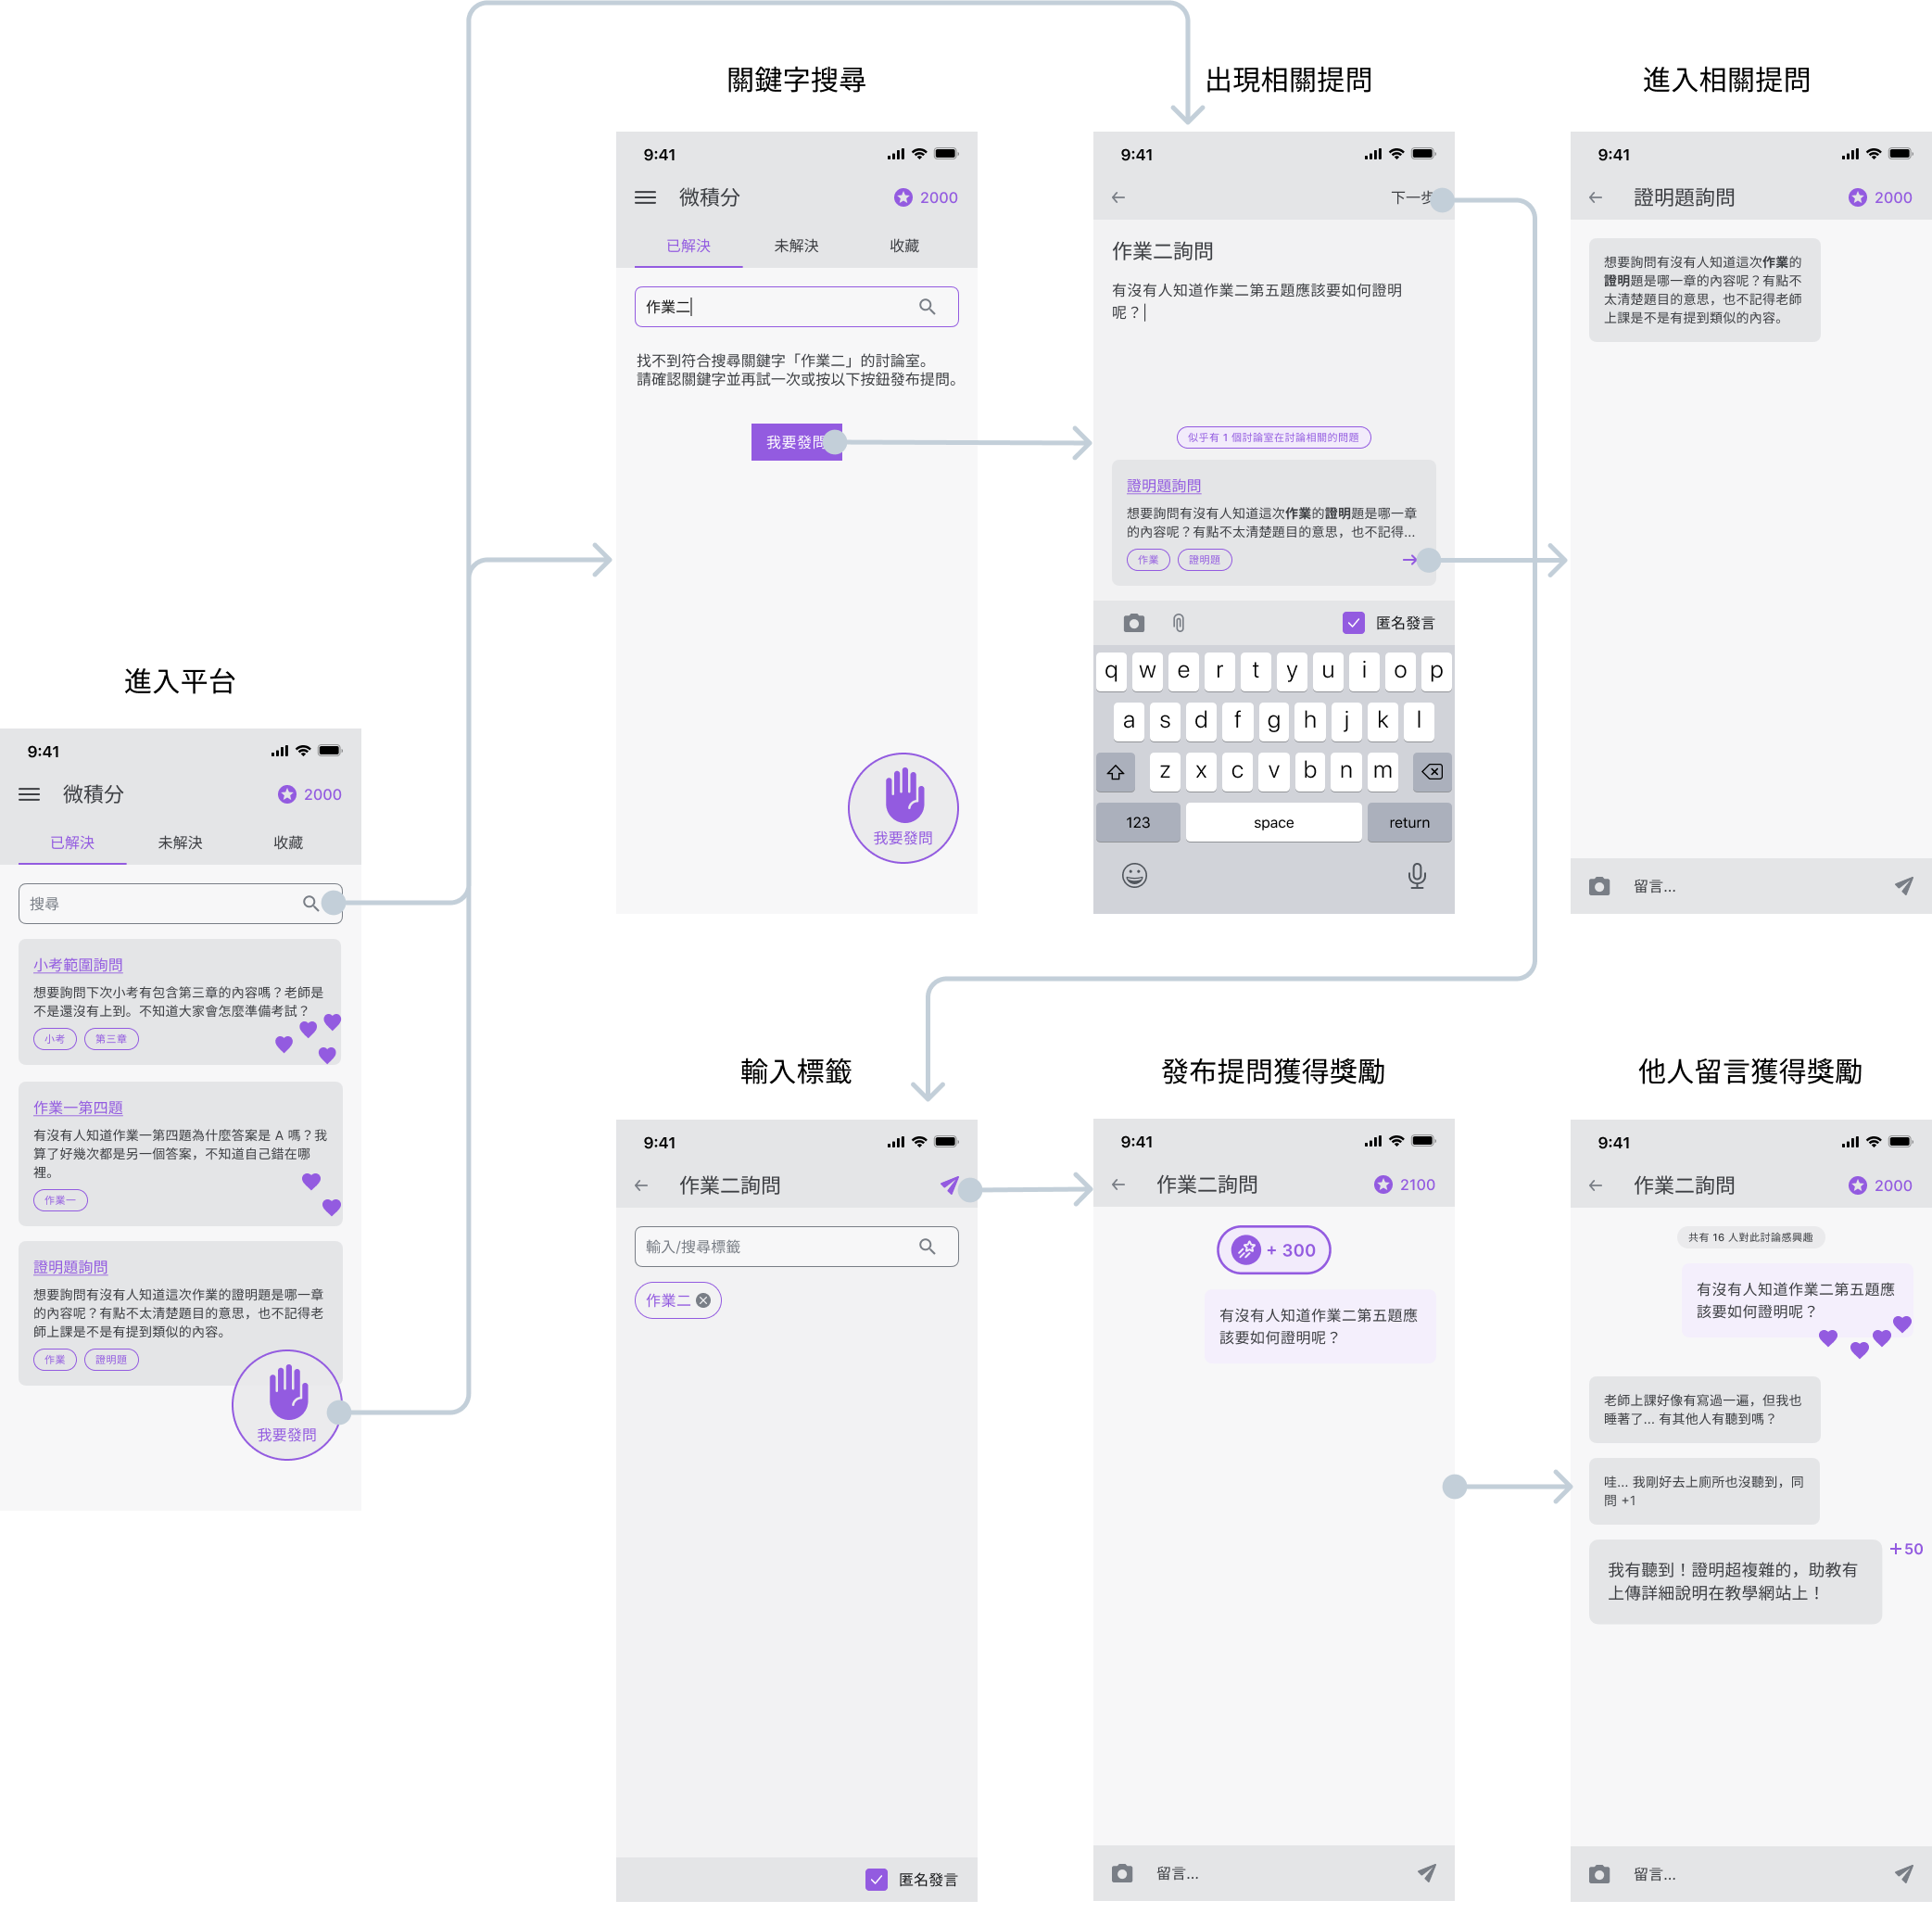 關鍵字搜尋
9:41
微積分
2000
已解決
未解決
收藏
作業二
找不到符合搜尋關鍵字「作業二」的討論室。
請確認關鍵字並再試一次或按以下按鈕發布提問。
我要發問
我要發問
出現相關提問
9:41
下一步
作業二詢問
有沒有人知道作業二第五題應該要如何證明
呢？
似乎有 1 個討論室在討論相關的問題
證明題詢問
想要詢問有沒有人知道這次作業的證明題是哪一章
的內容呢？有點不太清楚題目的意思，也不記得...
作業
證明題
匿名發言
q w e r t y u i o p
a s d f g h j k l
z x c v b n m
123
space
return
進入相關提問
9:41
證明題詢問
2000
想要詢問有沒有人知道這次作業的
證明題是哪一章的內容呢？有點不
太清楚題目的意思，也不記得老師
上課是不是有提到類似的內容。
留言...
進入平台
9:41
微積分
2000
已解決
未解決
收藏
搜尋
小考範圍詢問
想要詢問下次小考有包含第三章的內容嗎？老師是
不是還沒有上到。不知道大家會怎麼準備考試？
小考
第三章
作業一第四題
有沒有人知道作業一第四題為什麼答案是 A 嗎？我
算了好幾次都是另一個答案，不知道自己錯在哪
裡。
作業一
證明題詢問
想要詢問有沒有人知道這次作業的證明題是哪一章
的內容呢？有點不太清楚題目的意思，也不記得老
師上課是不是有提到類似的內容。
作業
證明題
我要發問
輸入標籤
9:41
作業二詢問
輸入/搜尋標籤
作業二
匿名發言
發布提問獲得獎勵
9:41
作業二詢問
2100
+ 300
有沒有人知道作業二第五題應
該要如何證明呢？
留言...
他人留言獲得獎勵
9:41
作業二詢問
2000
共有 16 人對此討論感興趣
有沒有人知道作業二第五題應
該要如何證明呢？
老師上課好像有寫過一遍，但我也
睡著了... 有其他人有聽到嗎？
哇... 我剛好去上廁所也沒聽到，同
問 +1
+50
我有聽到！證明超複雜的，助教有
上傳詳細說明在教學網站上！
留言...